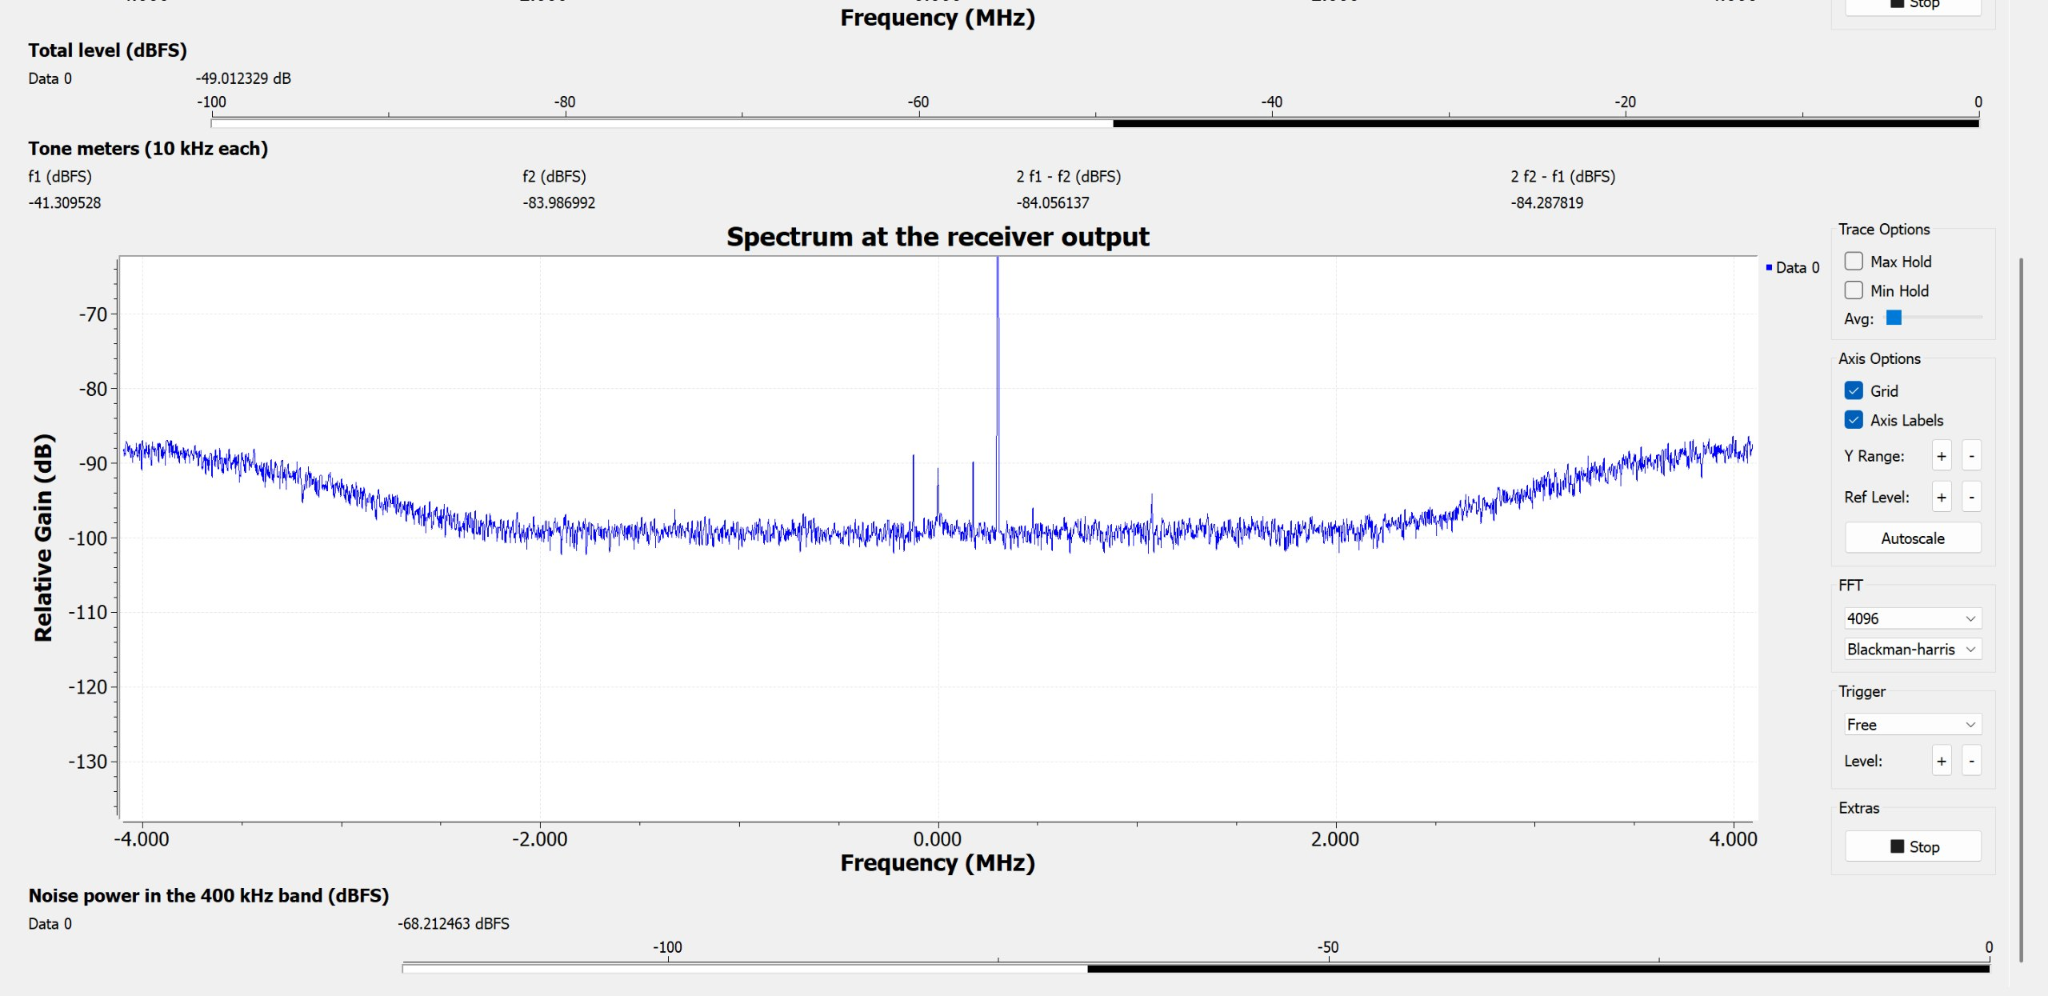 Frequency (MHz)
Stop
Total level (dBFS)
Data 0 -49.012329 dB
-100 -80 -60 -40 -20 0
Tone meters (10 kHz each)
f1 (dBFS) f2 (dBFS) 2 f1 - f2 (dBFS) 2 f2 - f1 (dBFS)
-41.309528 -83.986992 -84.056137 -84.287819
Spectrum at the receiver output
Data 0
Relative Gain (dB)
-70
-80
-90
-100
-110
-120
-130
-4.000 -2.000 0.000 2.000 4.000
Frequency (MHz)
Trace Options
Max Hold
Min Hold
Avg:
Axis Options
Grid
Axis Labels
Y Range: + -
Ref Level: + -
Autoscale
FFT
4096
Blackman-harris
Trigger
Free
Level: + -
Extras
Stop
Noise power in the 400 kHz band (dBFS)
Data 0 -68.212463 dBFS
-100 -50 0